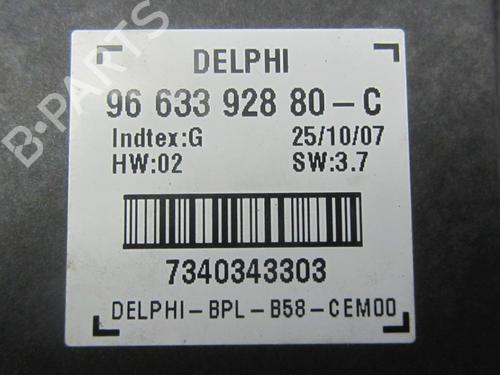 DELPHI
96 633 928 80-C
Indtex:G 25/10/07
HW:02 SW:3.7
7340343303
DELPHI-BPL-B58-CEM00
B-PARTS